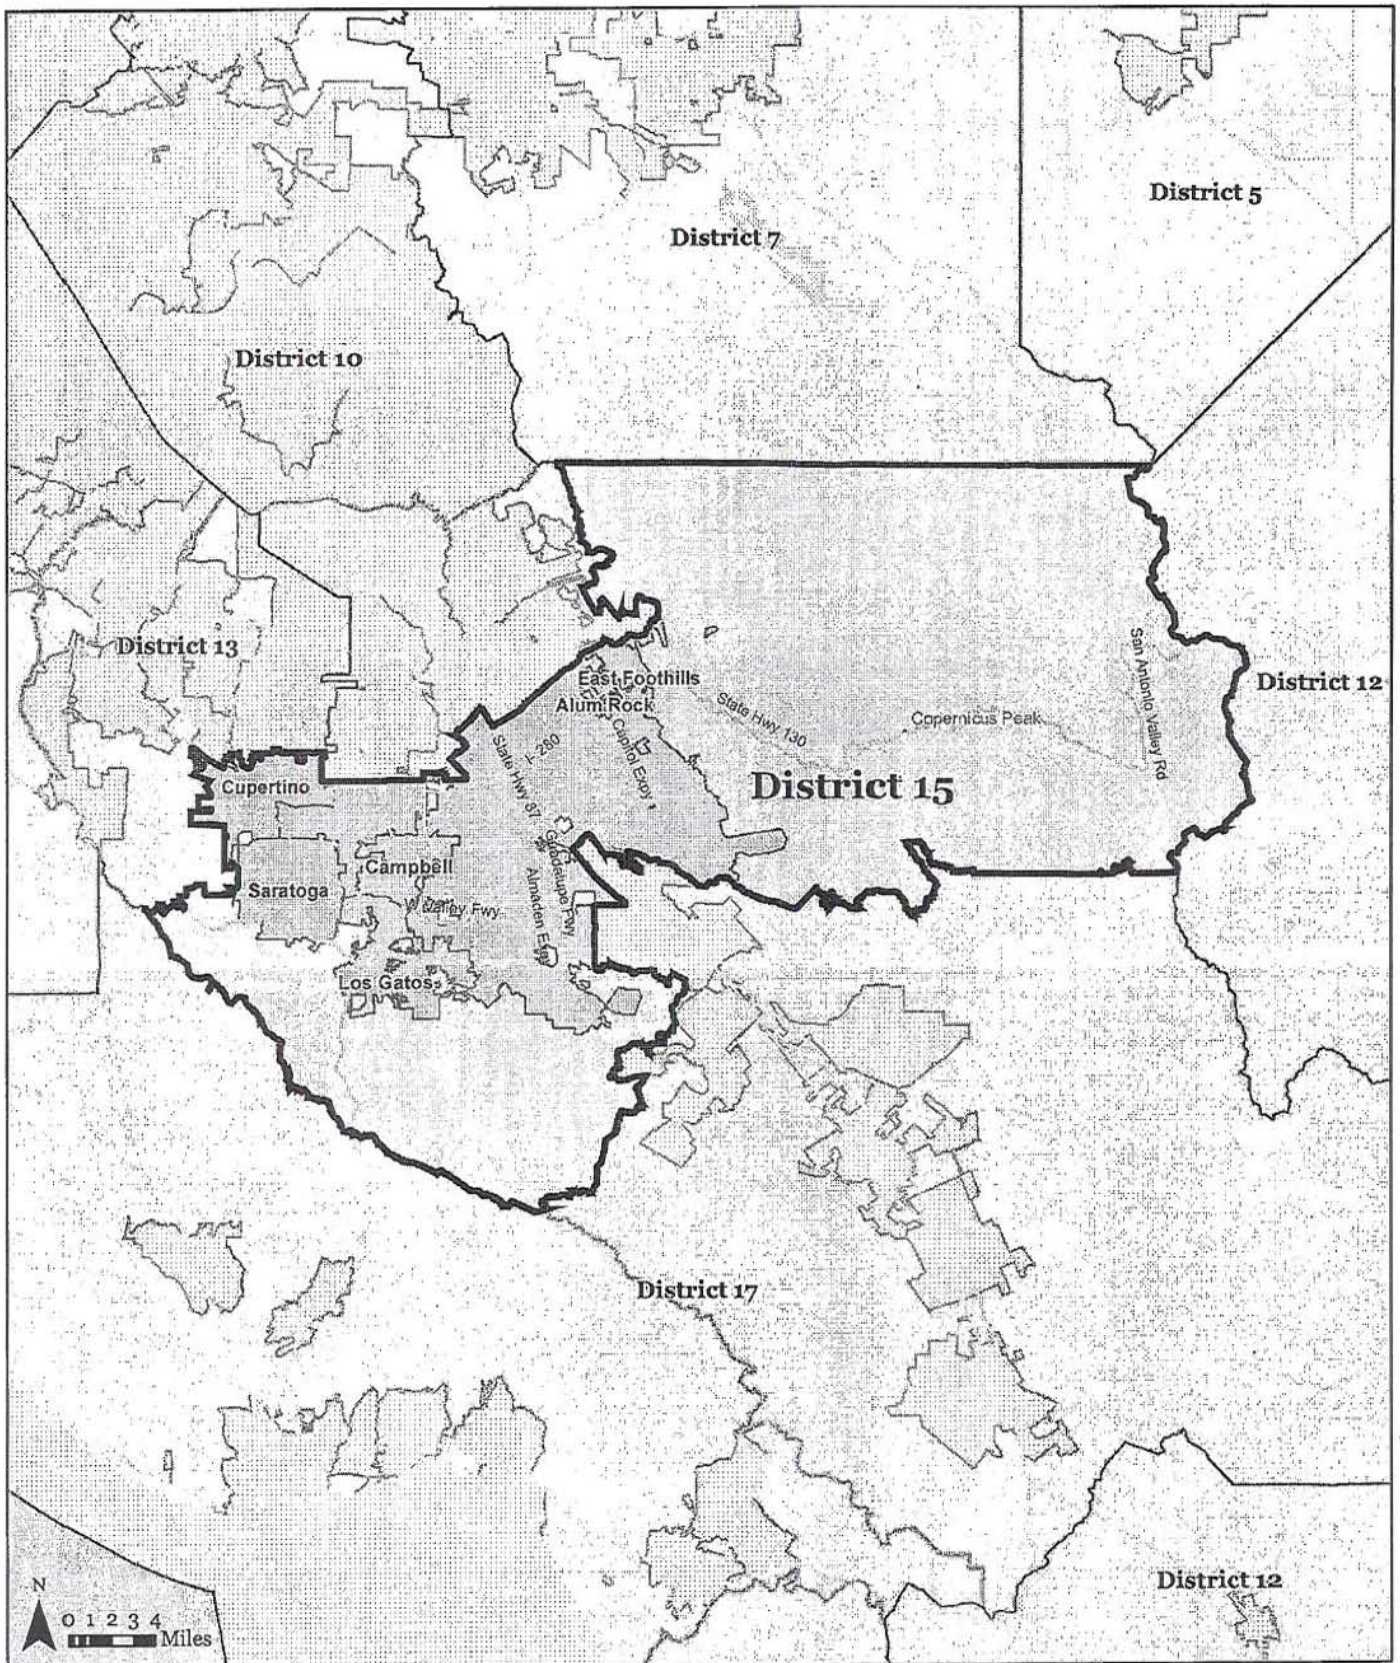 District 5
District 7
District 10
District 13
East Foothills
Alum Rock
State Hwy 130
Copernicus Peak
San Antonio Valley Rd
District 12
I- 280
State Hwy 87
Capitol Expy
District 15
Cupertino
Guadalupe Fwy
Almaden Expy
Campbell
Saratoga
W Valley Fwy
Los Gatos
District 17
District 12
N
0 1 2 3 4
Miles